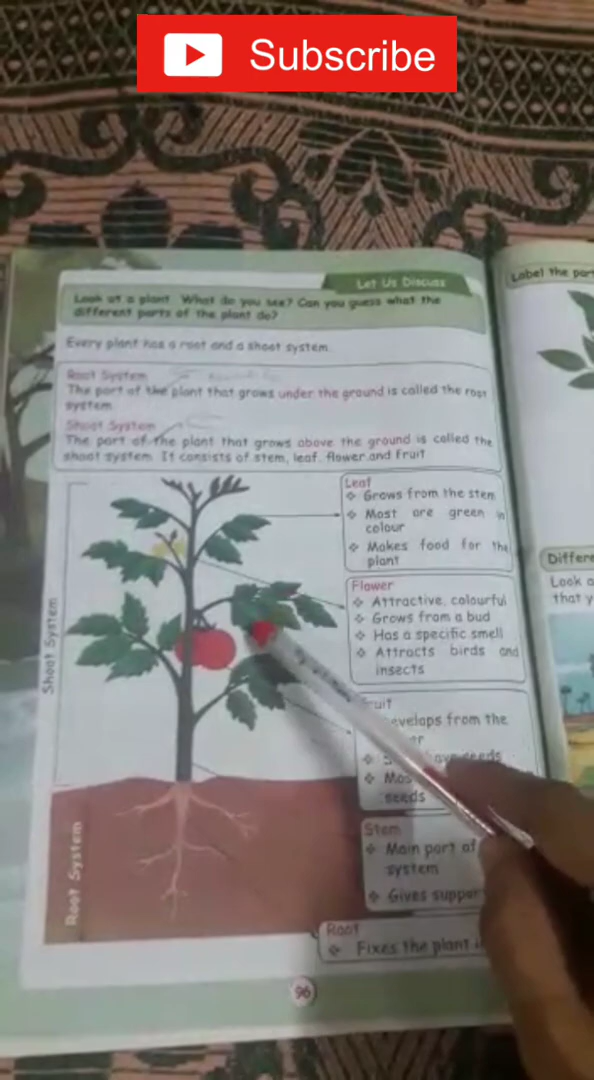 Subscribe
Let Us Discuss
Look at a plant. What do you see? Can you guess what the
different parts of the plant do?
Every plant has a root and a shoot system.
Root System
The part of the plant that grows under the ground is called the root
system.
Shoot System
The part of the plant that grows above the ground is called the
shoot system. It consists of stem, leaf, flower and fruit.
Leaf
❖ Grows from the stem
❖ Most are green in
colour
❖ Makes food for the
plant
Flower
❖ Attractive, colourful
❖ Grows from a bud
❖ Has a specific smell
❖ Attracts birds and
insects
Fruit
from the
❖
seeds
❖
seeds
Stem
❖ Main part of
system
❖ Gives
Root
❖ Fixes the plant
Shoot System
Root System
96
Label the
Look
that